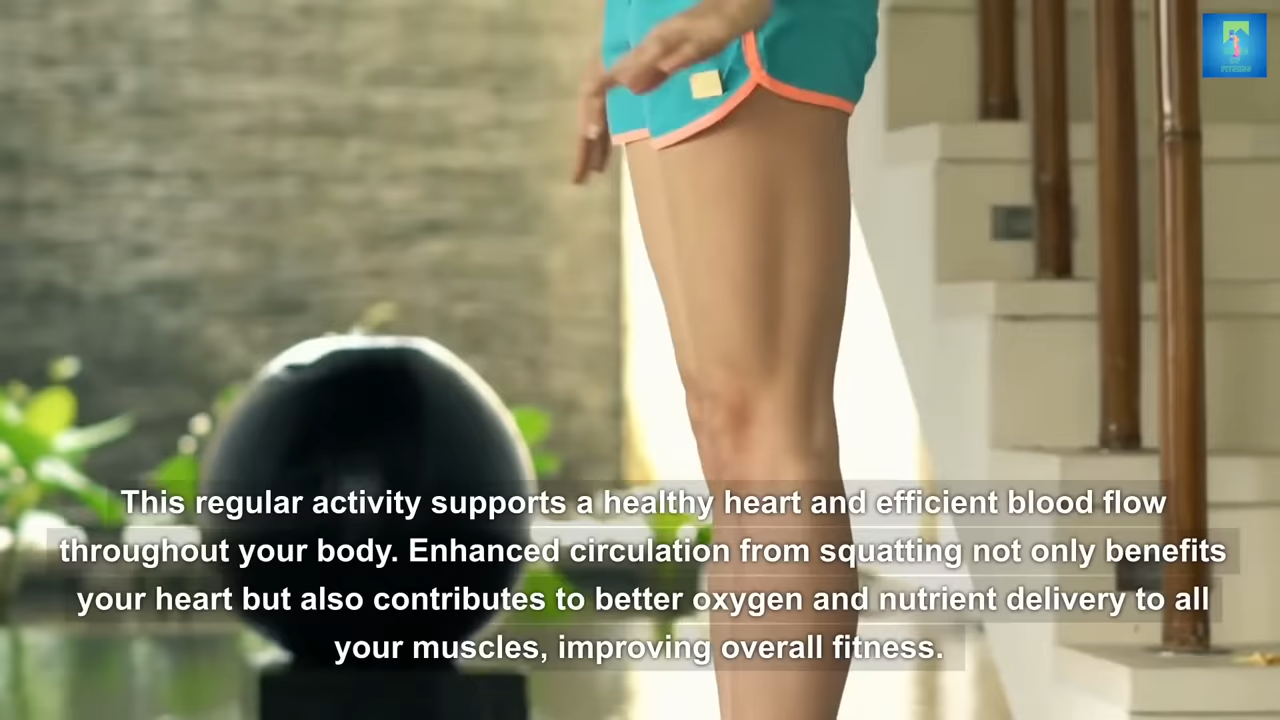 This regular activity supports a healthy heart and efficient blood flow
throughout your body. Enhanced circulation from squatting not only benefits
your heart but also contributes to better oxygen and nutrient delivery to all
your muscles, improving overall fitness.